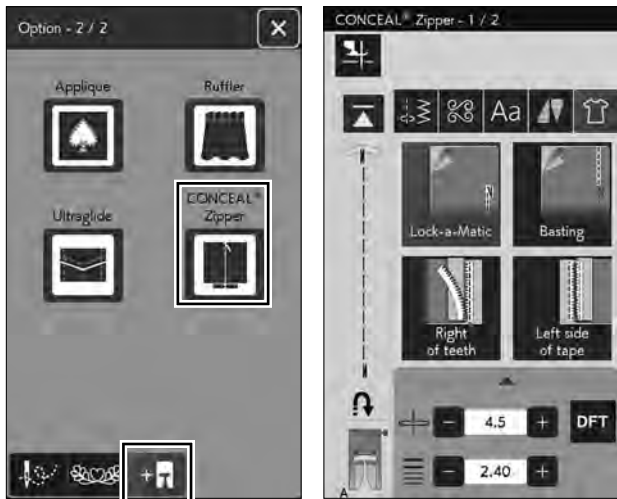 Option - 2 / 2
Applique
Ruffler
Ultraglide
CONCEAL®
Zipper
CONCEAL® Zipper - 1 / 2
Aa
Lock-a-Matic
Basting
Right
of teeth
Left side
of tape
4.5
DFT
2.40
A